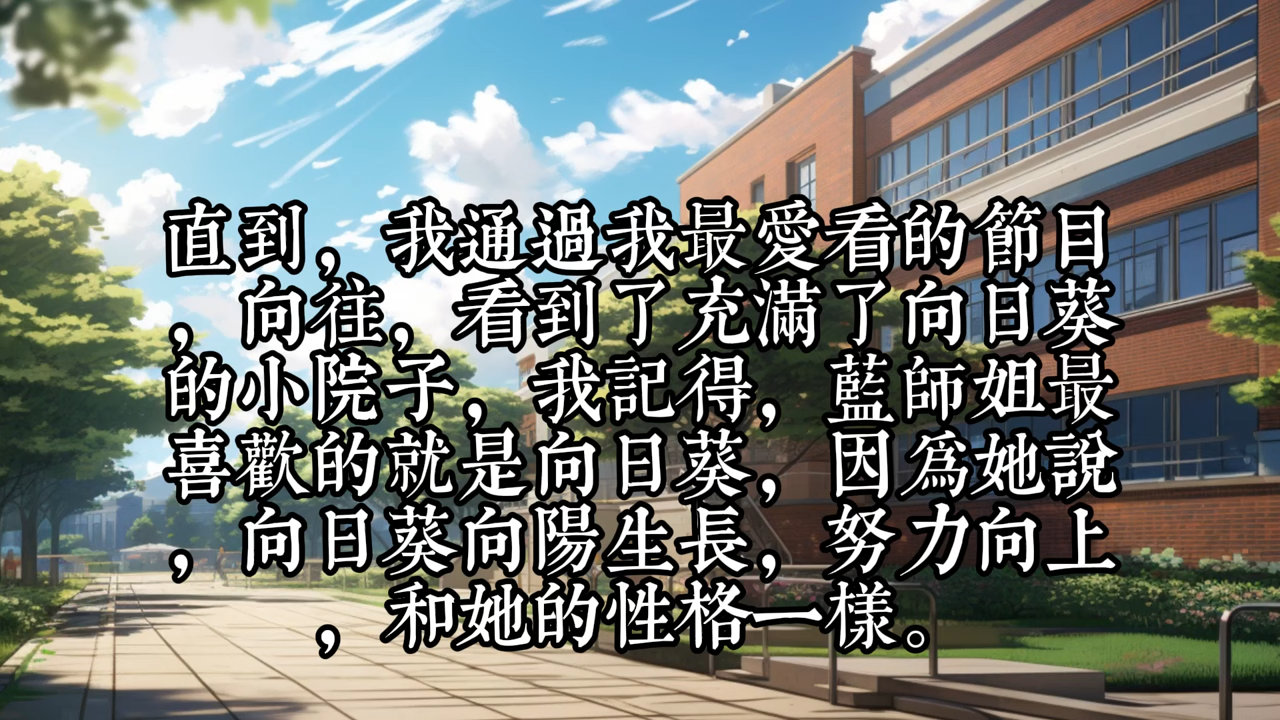 直到，我通過我最愛看的節目
，向往，看到了充滿了向日葵
的小院子，我記得，藍師姐最
喜歡的就是向日葵，因爲她說
，向日葵向陽生長，努力向上
，和她的性格一樣。